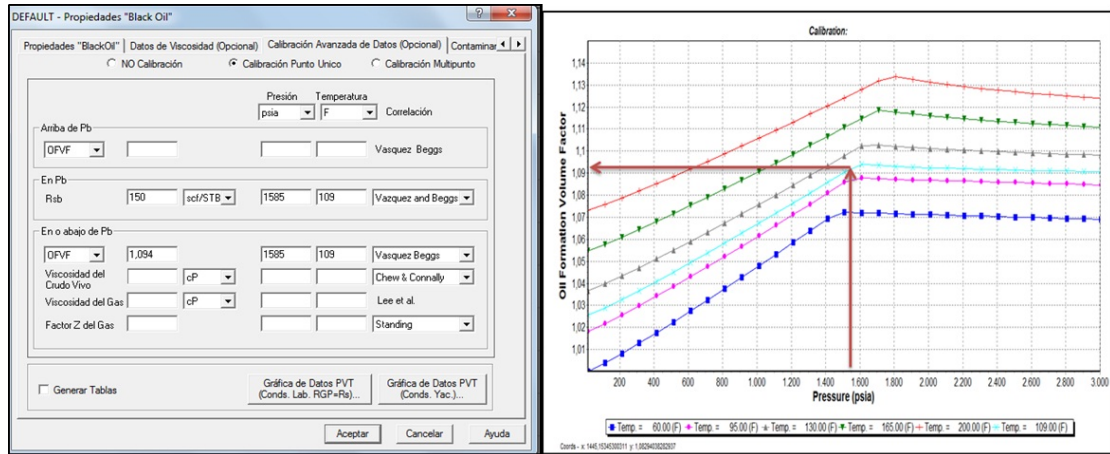 DEFAULT - Propiedades "Black Oil"
Propiedades "BlackOil"
Datos de Viscosidad (Opcional)
Calibración Avanzada de Datos (Opcional)
Contaminar
NO Calibración
Calibración Punto Unico
Calibración Multipunto
Presión Temperatura
psia F Correlación
Arriba de Pb
OFVF Vasquez Beggs
En Pb
Rsb 150 scf/STB 1585 109 Vazquez and Beggs
En o abajo de Pb
OFVF 1,094 1585 109 Vasquez Beggs
Viscosidad del Crudo Vivo cP Chew & Connally
Viscosidad del Gas cP Lee et al.
Factor Z del Gas Standing
Generar Tablas
Gráfica de Datos PVT
(Conds. Lab. RGP=Rs)...
Gráfica de Datos PVT
(Conds. Yac.)...
Aceptar Cancelar Ayuda
Calibration:
Oil Formation Volume Factor
1,14
1,13
1,12
1,11
1,1
1,09
1,08
1,07
1,06
1,05
1,04
1,03
1,02
1,01
200 400 600 800 1.000 1.200 1.400 1.600 1.800 2.000 2.200 2.400 2.600 2.800 3.000
Pressure (psia)
Temp. = 60.00 (F) Temp. = 95.00 (F) Temp. = 130.00 (F) Temp. = 165.00 (F) Temp. = 200.00 (F) Temp. = 109.00 (F)